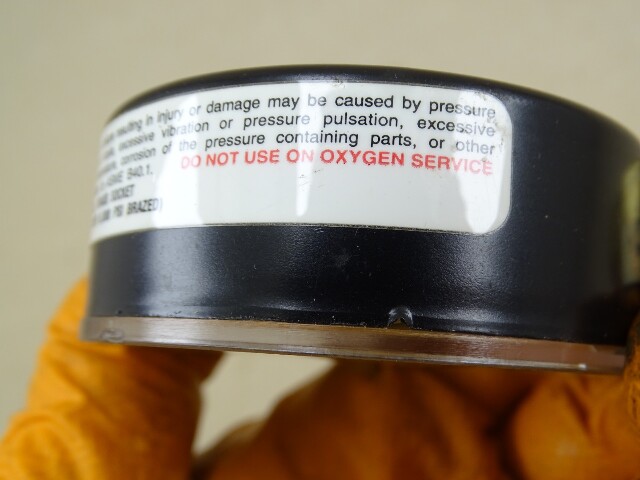 resulting in injury or damage may be caused by pressure
excessive vibration or pressure pulsation, excessive
corrosion of the pressure containing parts, or other
B40.1. DO NOT USE ON OXYGEN SERVICE
SOCKET
PSI BRAZED)